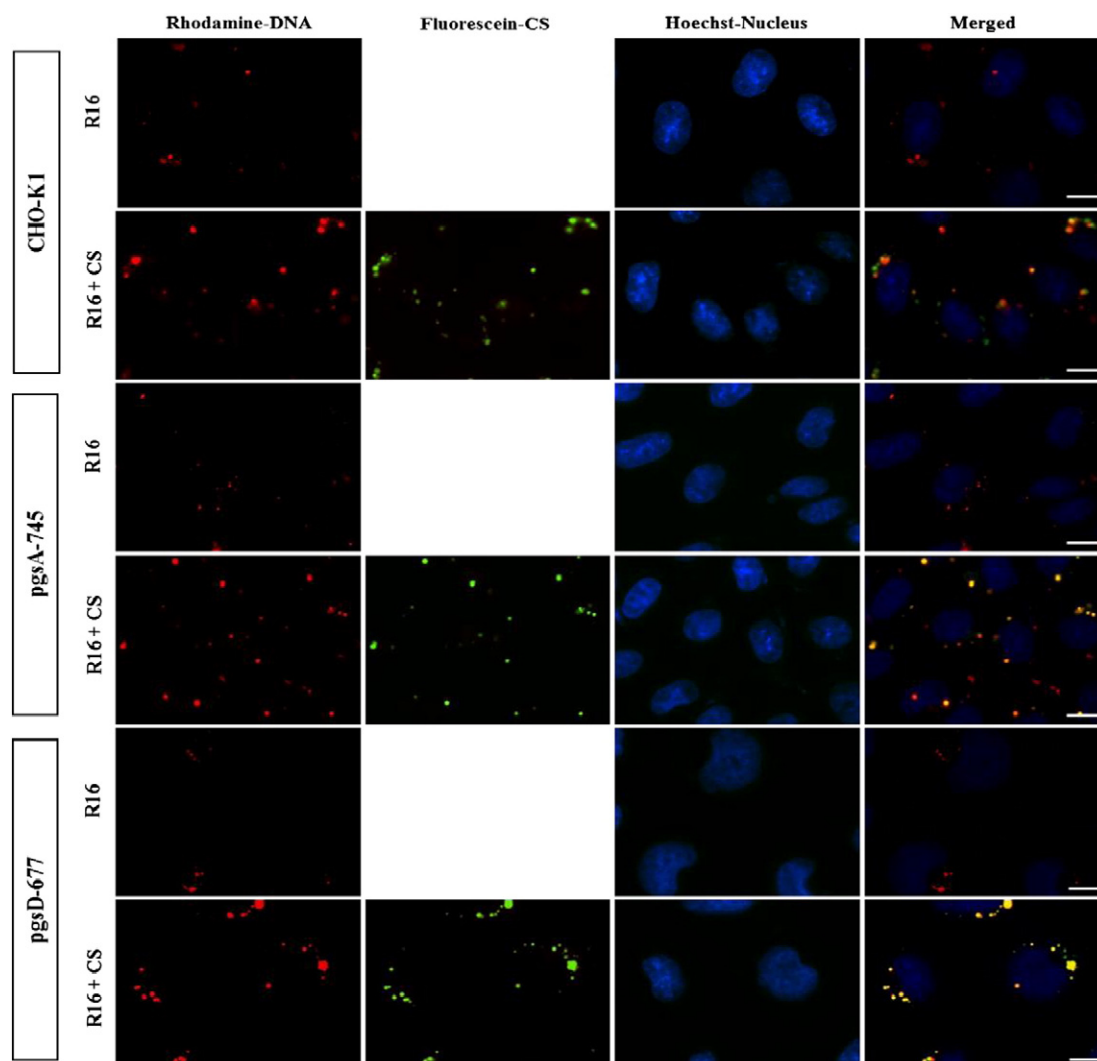 Rhodamine-DNA Fluorescein-CS Hoechst-Nucleus Merged
CHO-K1
R16
R16 + CS
pgsA-745
R16
R16 + CS
pgsD-677
R16
R16 + CS